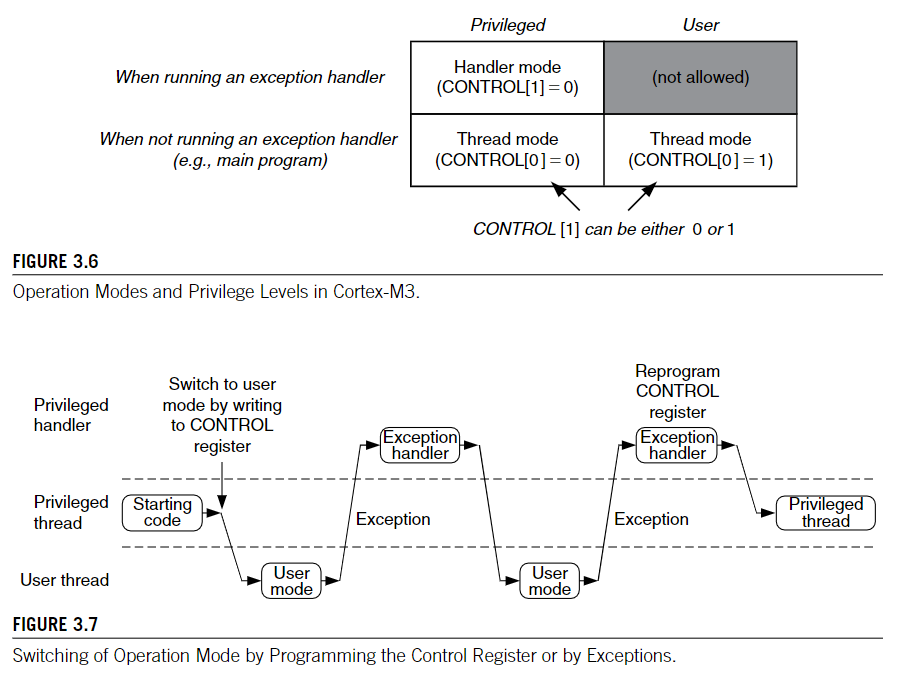 Privileged User
When running an exception handler
Handler mode
(CONTROL[1] = 0)
(not allowed)
When not running an exception handler
(e.g., main program)
Thread mode
(CONTROL[0] = 0)
Thread mode
(CONTROL[0] = 1)
CONTROL [1] can be either 0 or 1
FIGURE 3.6
Operation Modes and Privilege Levels in Cortex-M3.
Privileged
handler
Switch to user
mode by writing
to CONTROL
register
Exception
handler
Reprogram
CONTROL
register
Exception
handler
Privileged
thread
Starting
code
Exception
Exception
Privileged
thread
User thread
User
mode
User
mode
FIGURE 3.7
Switching of Operation Mode by Programming the Control Register or by Exceptions.